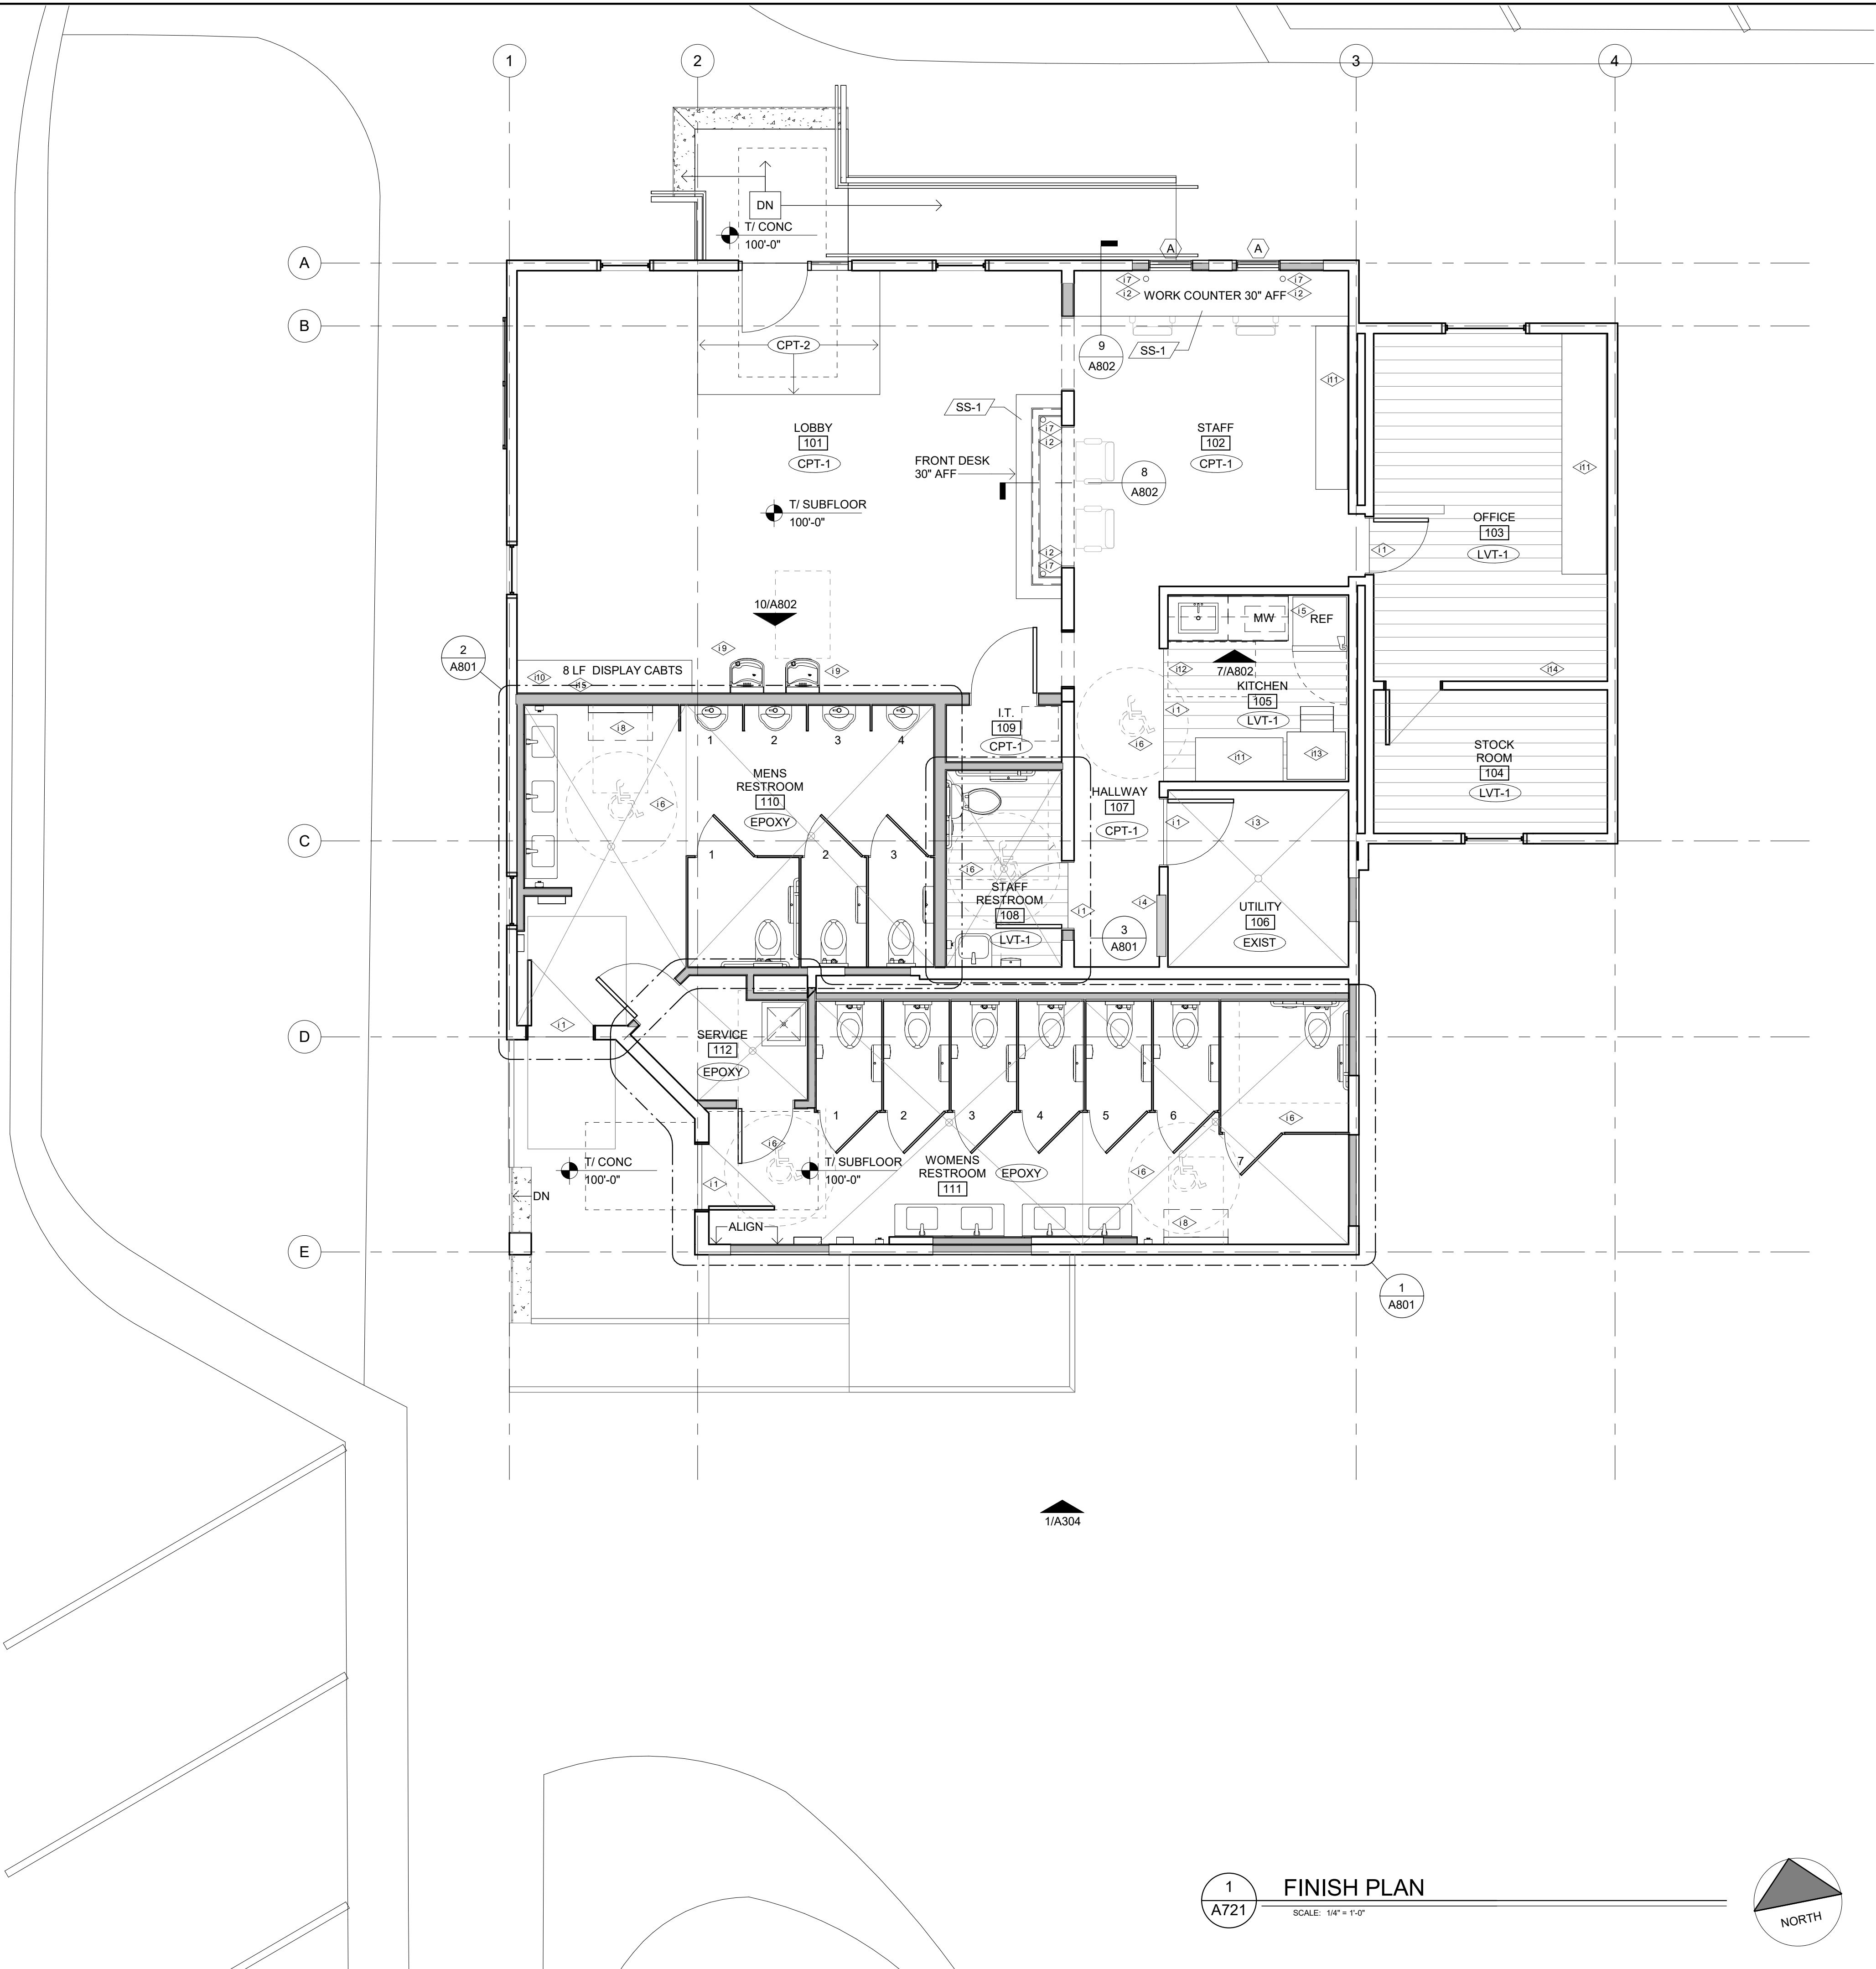 1
2
3
4
DN
T/ CONC
100'-0"
A
A
A
i7
i7
i2
WORK COUNTER 30" AFF
i2
B
CPT-2
9
A802
SS-1
i11
SS-1
LOBBY
101
CPT-1
i7
i2
STAFF
102
CPT-1
FRONT DESK
30" AFF
8
A802
i11
T/ SUBFLOOR
100'-0"
OFFICE
103
LVT-1
i1
i2
i7
10/A802
MW
i5
REF
2
A801
i9
i9
8 LF DISPLAY CABTS
i10
i15
i12
7/A802
i14
KITCHEN
105
LVT-1
i1
I.T.
109
CPT-1
i8
1
2
3
4
i6
i11
i13
STOCK
ROOM
104
LVT-1
MENS
RESTROOM
110
EPOXY
i6
HALLWAY
107
CPT-1
i1
i3
C
1
2
3
i6
STAFF
RESTROOM
108
LVT-1
i1
i4
UTILITY
106
EXIST
3
A801
i1
D
SERVICE
112
EPOXY
1
2
3
4
5
6
i6
i6
7
T/ CONC
100'-0"
T/ SUBFLOOR
100'-0"
WOMENS
RESTROOM
111
EPOXY
i6
i1
DN
ALIGN
i8
E
1
A801
1/A304
1
A721
FINISH PLAN
SCALE: 1/4" = 1'-0"
NORTH